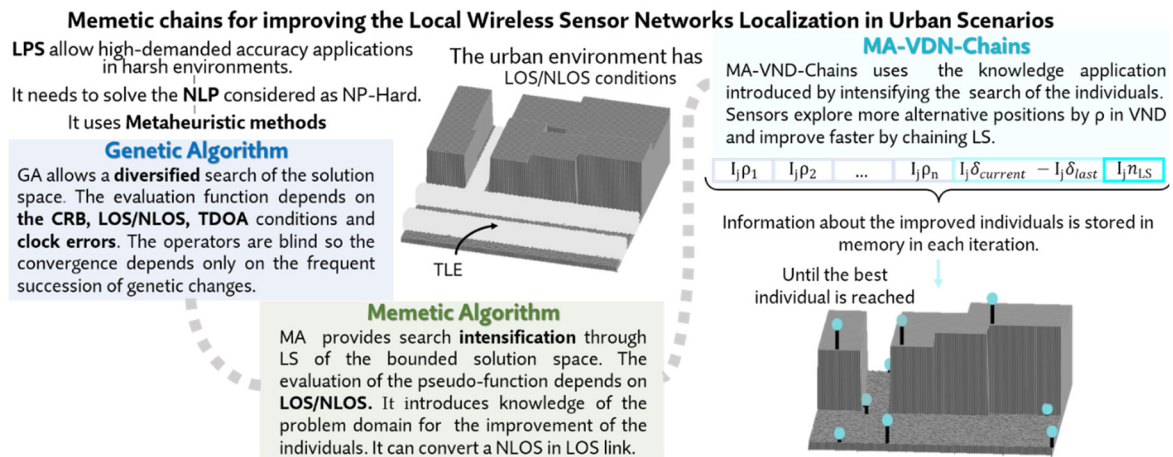 Memetic chains for improving the Local Wireless Sensor Networks Localization in Urban Scenarios
LPS allow high-demanded accuracy applications
in harsh environments.
It needs to solve the NLP considered as NP-Hard.
It uses Metaheuristic methods
Genetic Algorithm
GA allows a diversified search of the solution
space. The evaluation function depends on
the CRB, LOS/NLOS, TDOA conditions and
clock errors. The operators are blind so the
convergence depends only on the frequent
succession of genetic changes.
The urban environment has
LOS/NLOS conditions
TLE
Memetic Algorithm
MA provides search intensification through
LS of the bounded solution space. The
evaluation of the pseudo-function depends on
LOS/NLOS. It introduces knowledge of the
problem domain for the improvement of the
individuals. It can convert a NLOS in LOS link.
MA-VDN-Chains
MA-VND-Chains uses the knowledge application
introduced by intensifying the search of the individuals.
Sensors explore more alternative positions by ρ in VND
and improve faster by chaining LS.
Iⱼρ₁ Iⱼρ₂ ... Iⱼρₙ Iⱼδcurrent − Iⱼδlast IⱼnLS
Information about the improved individuals is stored in
memory in each iteration.
Until the best
individual is reached